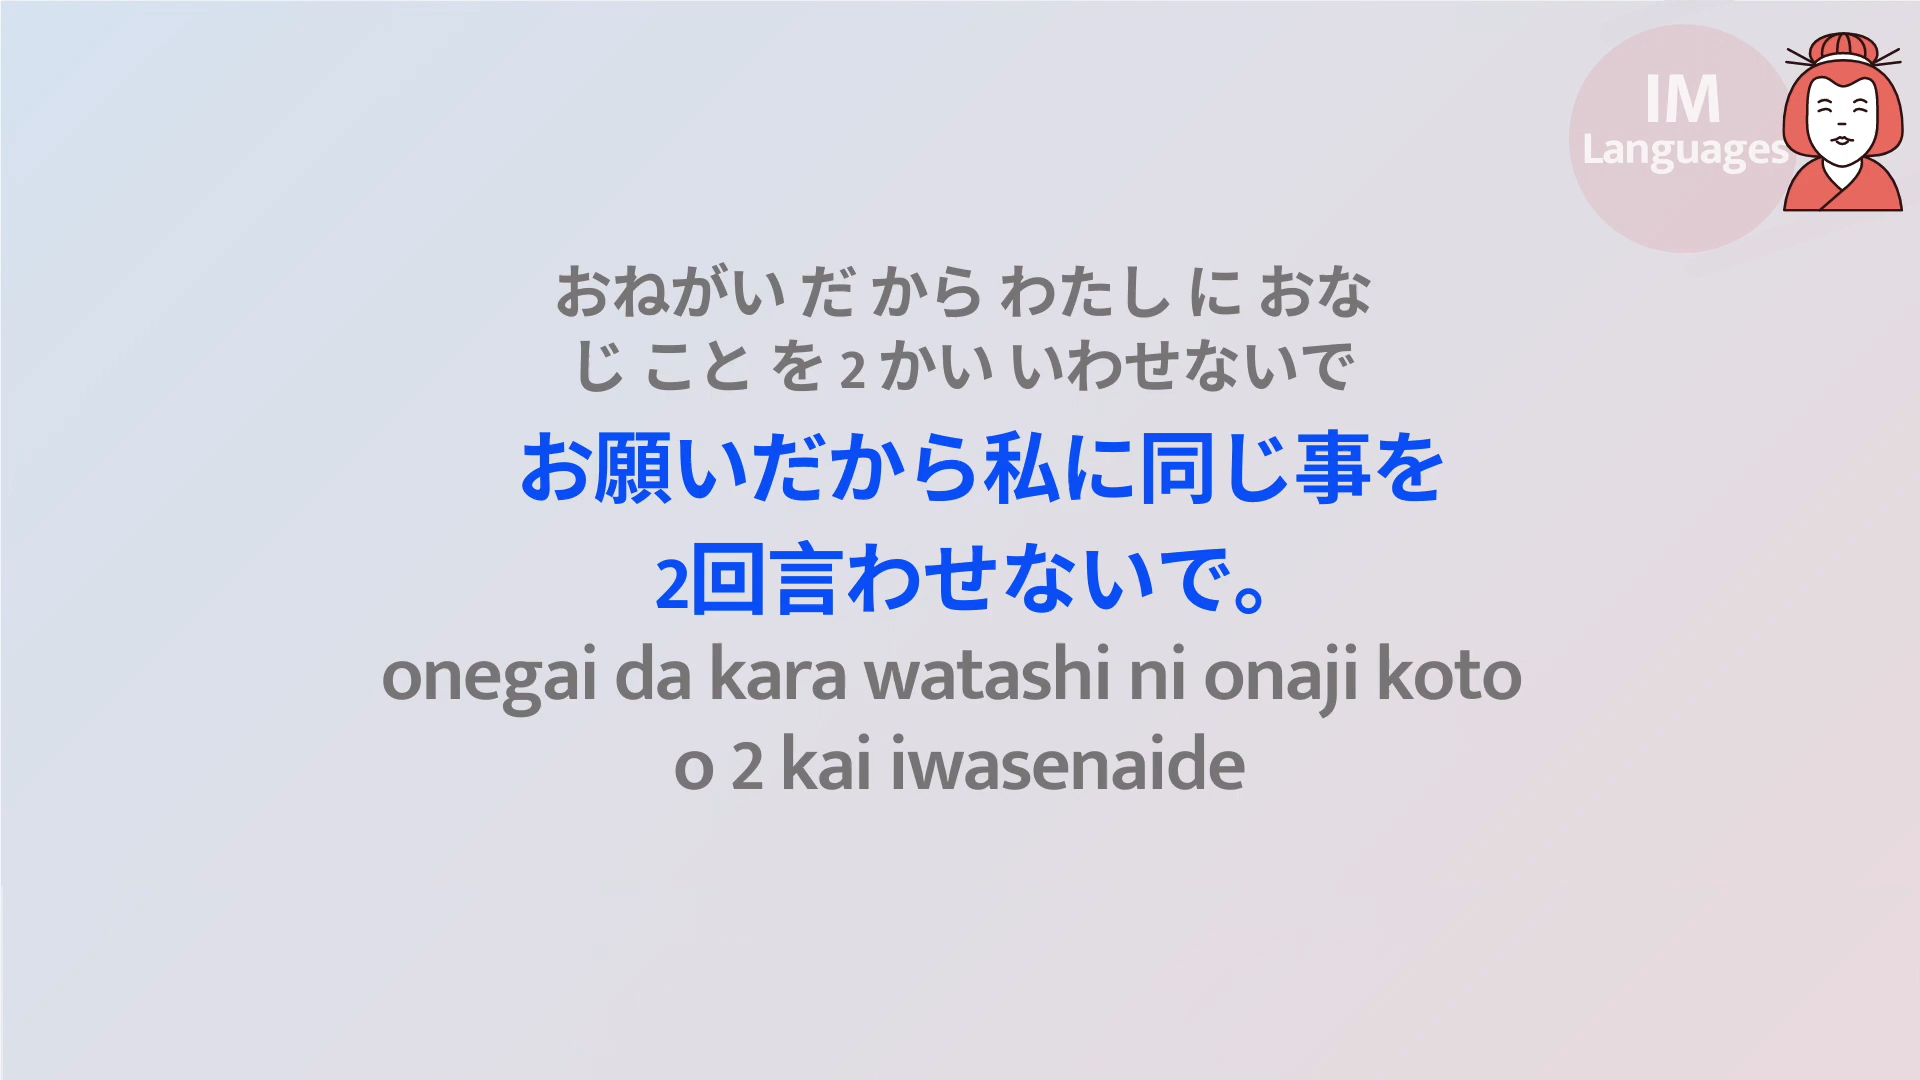 IM
Languages
おねがい だ から わたし に おな
じ こと を 2 かい いわせないで
お願いだから私に同じ事を
2回言わせないで。
onegai da kara watashi ni onaji koto
o 2 kai iwasenaide